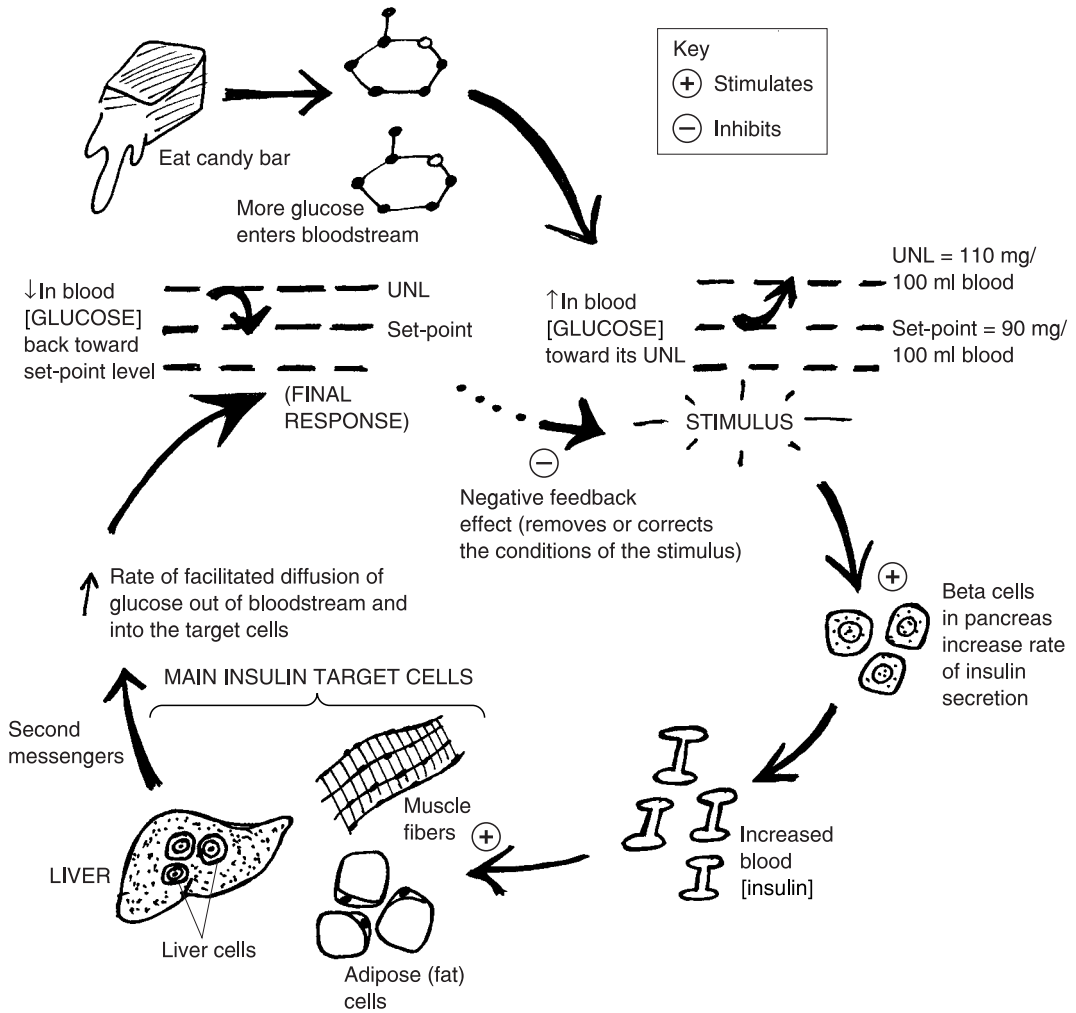 Key
+ Stimulates
− Inhibits
Eat candy bar
More glucose
enters bloodstream
↓In blood
[GLUCOSE]
back toward
set-point level
UNL
Set-point
(FINAL
RESPONSE)
↑In blood
[GLUCOSE]
toward its UNL
UNL = 110 mg/
100 ml blood
Set-point = 90 mg/
100 ml blood
STIMULUS
−
Negative feedback
effect (removes or corrects
the conditions of the stimulus)
+
Beta cells
in pancreas
increase rate
of insulin
secretion
↑ Rate of facilitated diffusion of
glucose out of bloodstream and
into the target cells
MAIN INSULIN TARGET CELLS
Second
messengers
Muscle
fibers
+
Increased
blood
[insulin]
LIVER
Liver cells
Adipose (fat)
cells